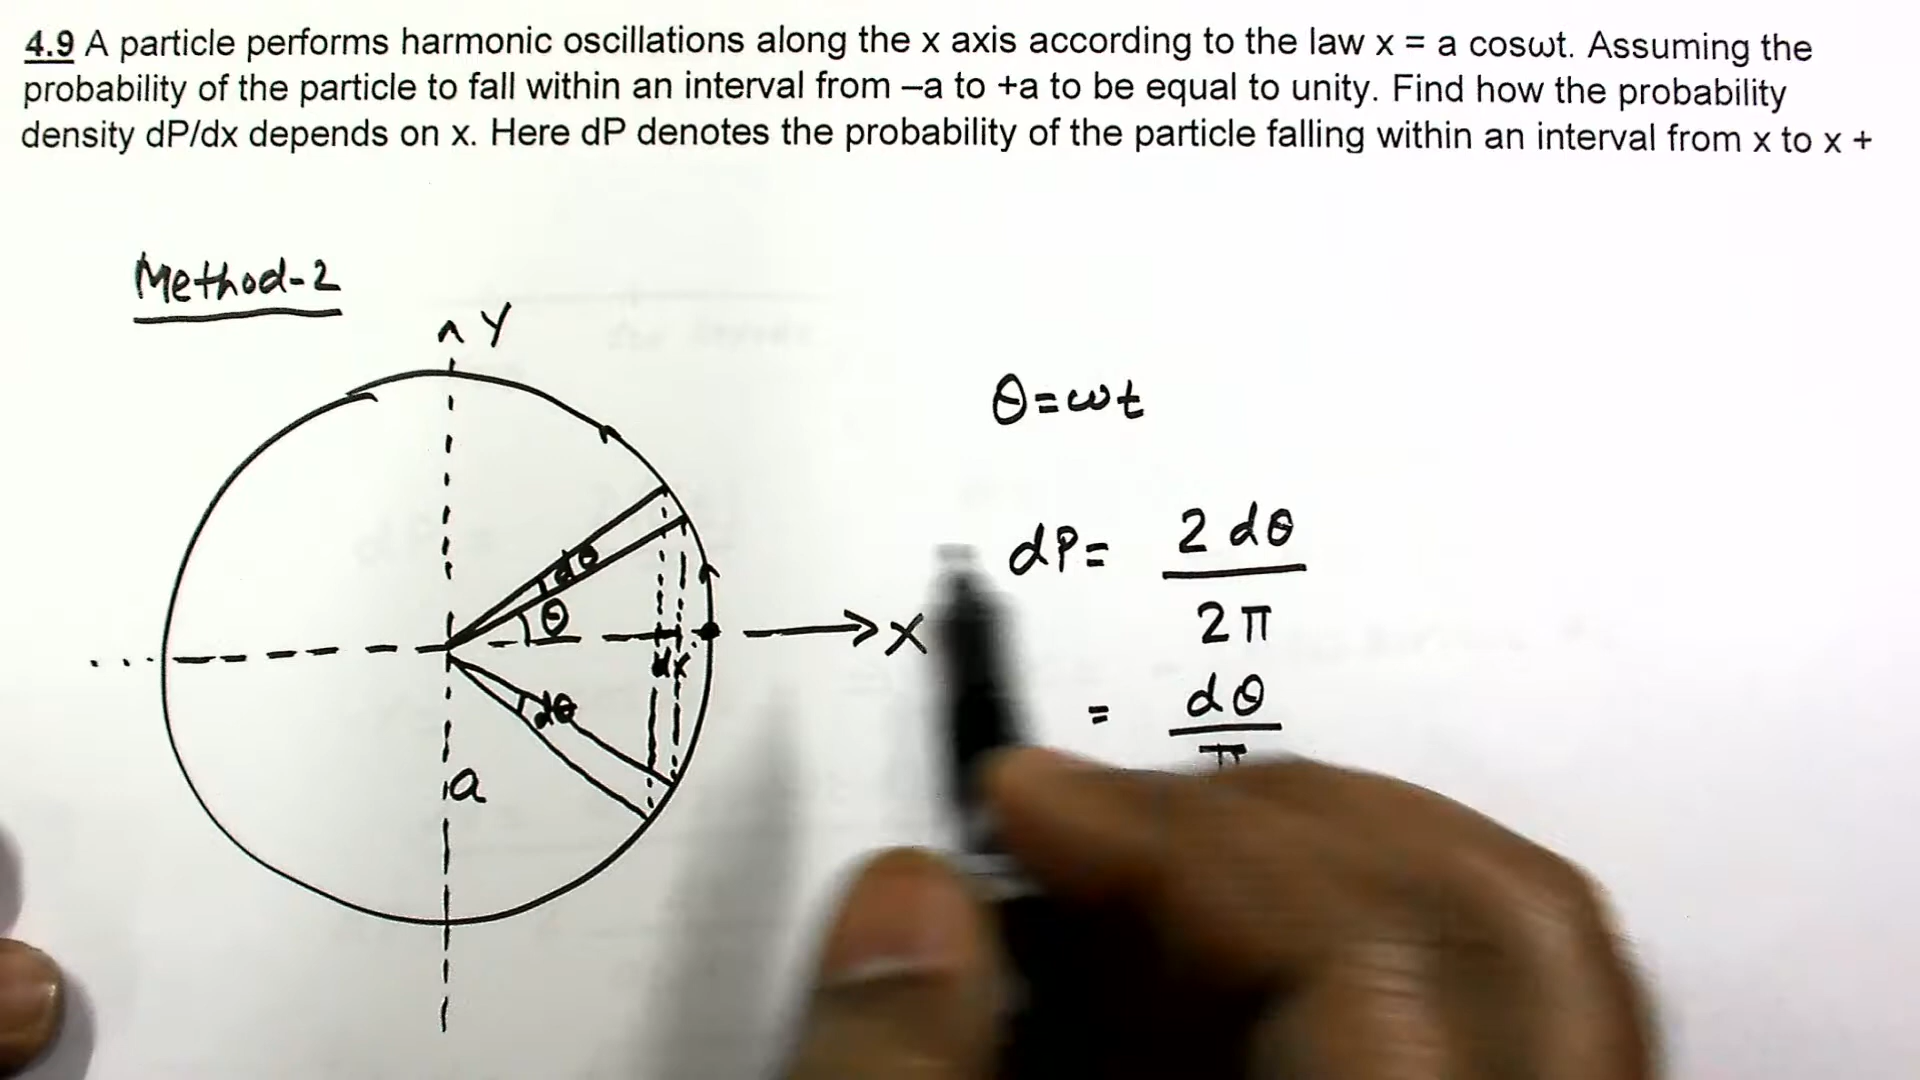 4.9 A particle performs harmonic oscillations along the x axis according to the law x = a cosωt. Assuming the
probability of the particle to fall within an interval from –a to +a to be equal to unity. Find how the probability
density dP/dx depends on x. Here dP denotes the probability of the particle falling within an interval from x to x +
Method-2
Y
θ=ωt
dP= 2dθ
2π
dθ
θ
X
dx
= dθ
π
dθ
a